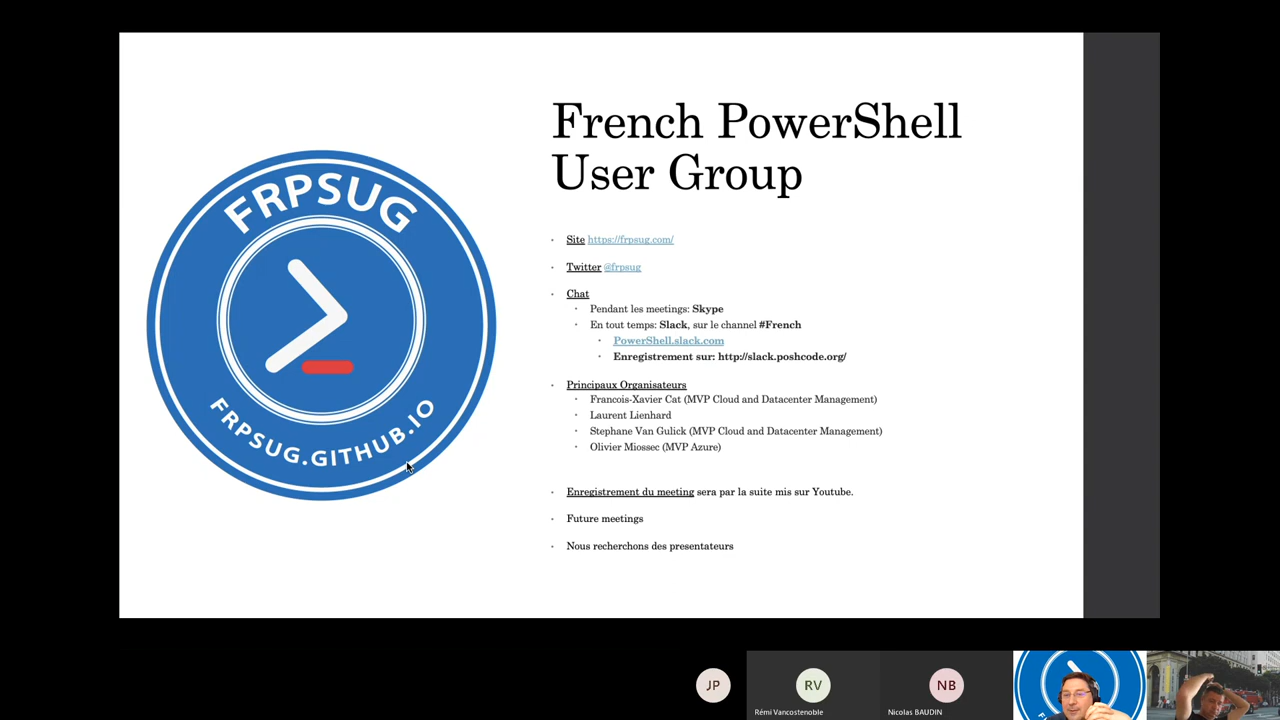 FRPSUG
FRPSUG.GITHUB.IO
French PowerShell
User Group
Site https://frpsug.com/
Twitter @frpsug
Chat
Pendant les meetings: Skype
En tout temps: Slack, sur le channel #French
PowerShell.slack.com
Enregistrement sur: http://slack.poshcode.org/
Principaux Organisateurs
Francois-Xavier Cat (MVP Cloud and Datacenter Management)
Laurent Lienhard
Stephane Van Gulick (MVP Cloud and Datacenter Management)
Olivier Miossec (MVP Azure)
Enregistrement du meeting sera par la suite mis sur Youtube.
Future meetings
Nous recherchons des presentateurs
JP
RV
NB
Rémi Vancostenoble
Nicolas BAUDIN